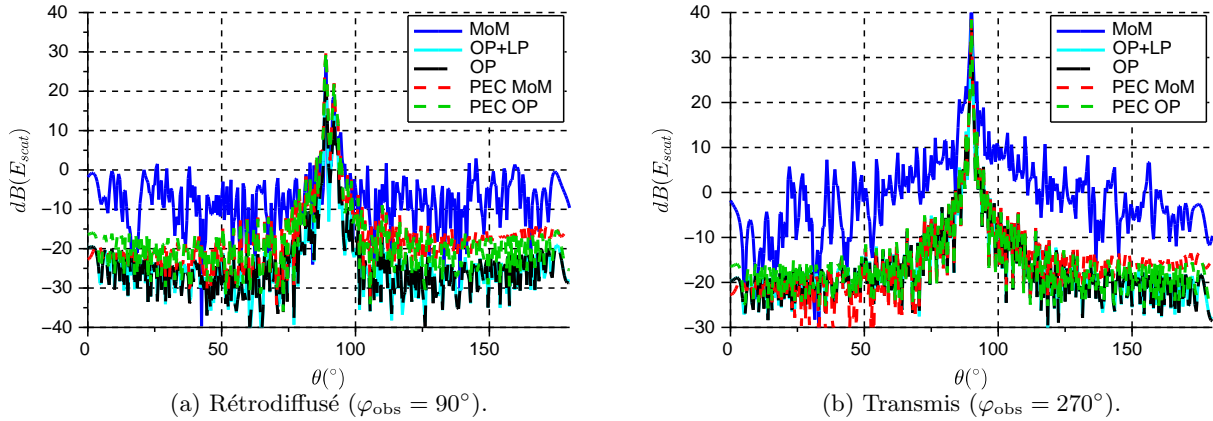 40
30
20
10
0
−10
−20
−30
−40
dB(E_scat)
MoM
OP+LP
OP
PEC MoM
PEC OP
0
50
100
150
θ(°)
(a) Rétrodiffusé (φobs = 90°).
40
30
20
10
0
−10
−20
−30
dB(E_scat)
MoM
OP+LP
OP
PEC MoM
PEC OP
0
50
100
150
θ(°)
(b) Transmis (φobs = 270°).